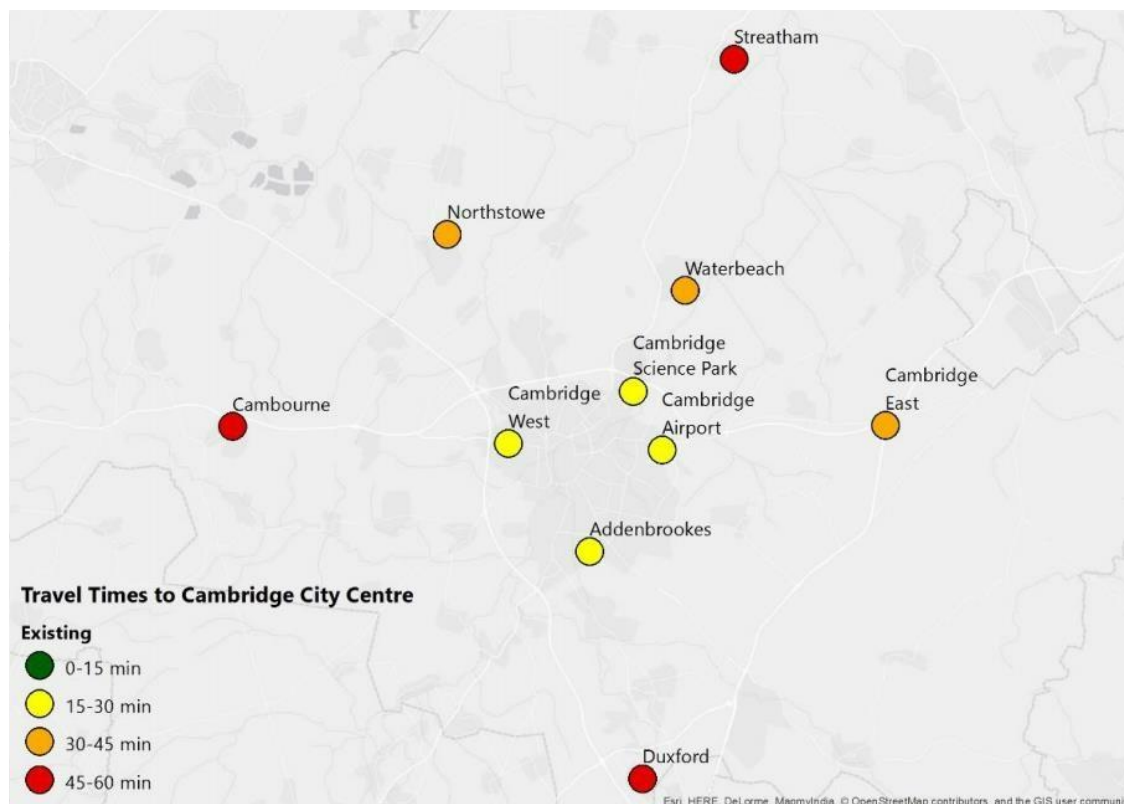 Streatham
Northstowe
Waterbeach
Cambridge
Science Park
Cambridge
East
Cambourne
Cambridge
West
Cambridge
Airport
Addenbrookes
Travel Times to Cambridge City Centre
Existing
0-15 min
15-30 min
30-45 min
45-60 min
Duxford
Esri, HERE, DeLorme, MapmyIndia, © OpenStreetMap contributors, and the GIS user communi